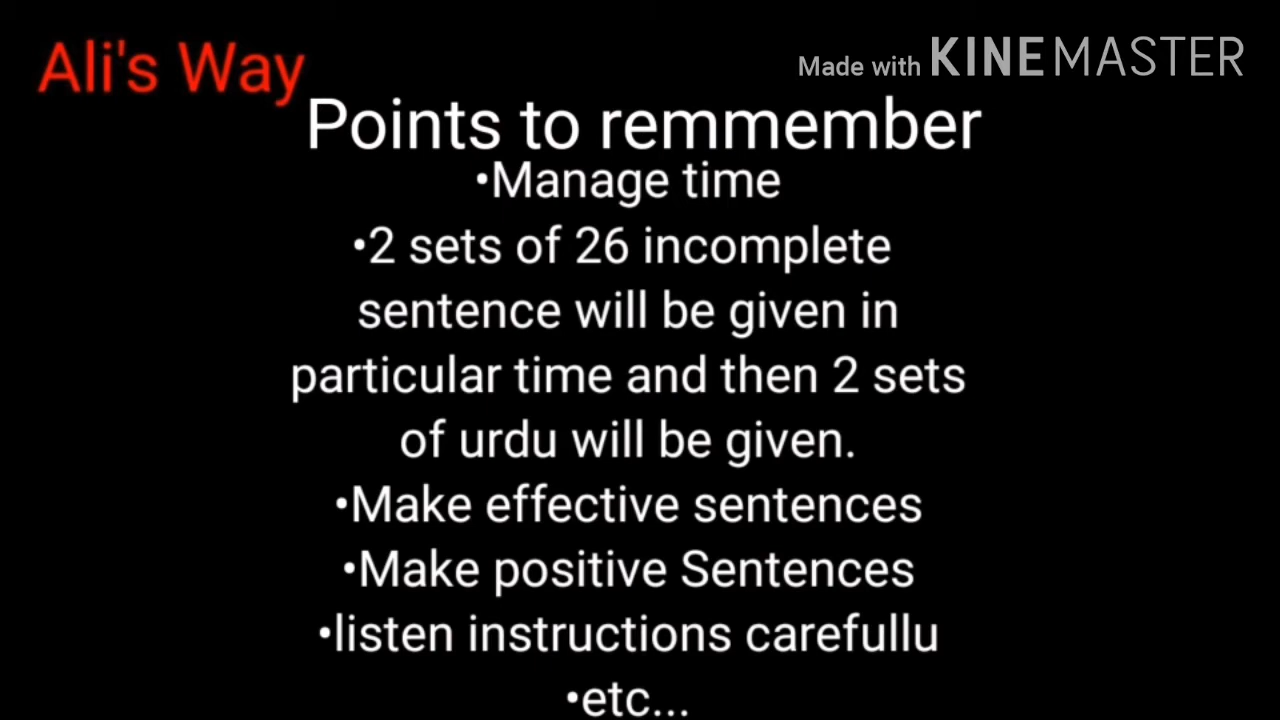 Ali's Way
Made with KINEMASTER
Points to remmember
•Manage time
•2 sets of 26 incomplete
sentence will be given in
particular time and then 2 sets
of urdu will be given.
•Make effective sentences
•Make positive Sentences
•listen instructions carefullu
•etc...